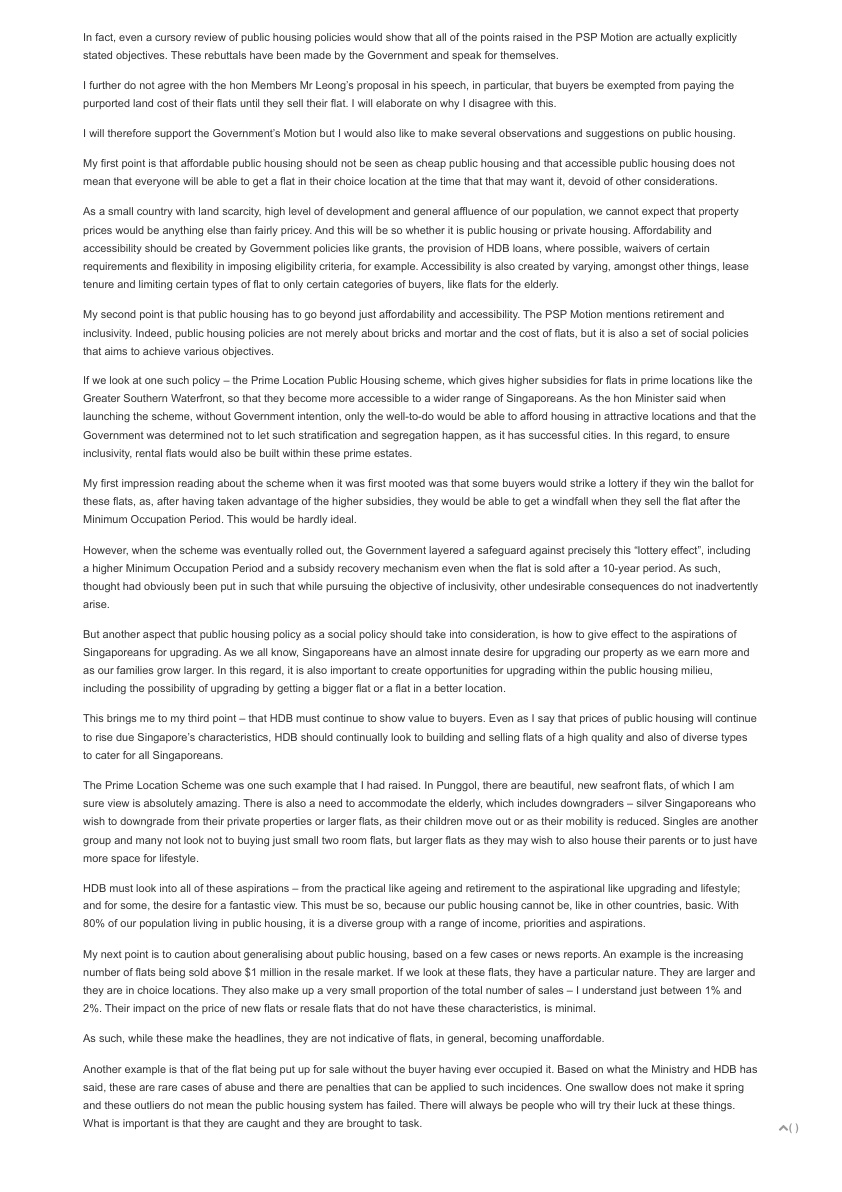 In fact, even a cursory review of public housing policies would show that all of the points raised in the PSP Motion are actually explicitly
stated objectives. These rebuttals have been made by the Government and speak for themselves.
I further do not agree with the hon Members Mr Leong's proposal in his speech, in particular, that buyers be exempted from paying the
purported land cost of their flats until they sell their flat. I will elaborate on why I disagree with this.
I will therefore support the Government's Motion but I would also like to make several observations and suggestions on public housing.
My first point is that affordable public housing should not be seen as cheap public housing and that accessible public housing does not
mean that everyone will be able to get a flat in their choice location at the time that that may want it, devoid of other considerations.
As a small country with land scarcity, high level of development and general affluence of our population, we cannot expect that property
prices would be anything else than fairly pricey. And this will be so whether it is public housing or private housing. Affordability and
accessibility should be created by Government policies like grants, the provision of HDB loans, where possible, waivers of certain
requirements and flexibility in imposing eligibility criteria, for example. Accessibility is also created by varying, amongst other things, lease
tenure and limiting certain types of flat to only certain categories of buyers, like flats for the elderly.
My second point is that public housing has to go beyond just affordability and accessibility. The PSP Motion mentions retirement and
inclusivity. Indeed, public housing policies are not merely about bricks and mortar and the cost of flats, but it is also a set of social policies
that aims to achieve various objectives.
If we look at one such policy – the Prime Location Public Housing scheme, which gives higher subsidies for flats in prime locations like the
Greater Southern Waterfront, so that they become more accessible to a wider range of Singaporeans. As the hon Minister said when
launching the scheme, without Government intention, only the well-to-do would be able to afford housing in attractive locations and that the
Government was determined not to let such stratification and segregation happen, as it has successful cities. In this regard, to ensure
inclusivity, rental flats would also be built within these prime estates.
My first impression reading about the scheme when it was first mooted was that some buyers would strike a lottery if they win the ballot for
these flats, as, after having taken advantage of the higher subsidies, they would be able to get a windfall when they sell the flat after the
Minimum Occupation Period. This would be hardly ideal.
However, when the scheme was eventually rolled out, the Government layered a safeguard against precisely this “lottery effect”, including
a higher Minimum Occupation Period and a subsidy recovery mechanism even when the flat is sold after a 10-year period. As such,
thought had obviously been put in such that while pursuing the objective of inclusivity, other undesirable consequences do not inadvertently
arise.
But another aspect that public housing policy as a social policy should take into consideration, is how to give effect to the aspirations of
Singaporeans for upgrading. As we all know, Singaporeans have an almost innate desire for upgrading our property as we earn more and
as our families grow larger. In this regard, it is also important to create opportunities for upgrading within the public housing milieu,
including the possibility of upgrading by getting a bigger flat or a flat in a better location.
This brings me to my third point – that HDB must continue to show value to buyers. Even as I say that prices of public housing will continue
to rise due Singapore's characteristics, HDB should continually look to building and selling flats of a high quality and also of diverse types
to cater for all Singaporeans.
The Prime Location Scheme was one such example that I had raised. In Punggol, there are beautiful, new seafront flats, of which I am
sure view is absolutely amazing. There is also a need to accommodate the elderly, which includes downgraders – silver Singaporeans who
wish to downgrade from their private properties or larger flats, as their children move out or as their mobility is reduced. Singles are another
group and many not look not to buying just small two room flats, but larger flats as they may wish to also house their parents or to just have
more space for lifestyle.
HDB must look into all of these aspirations – from the practical like ageing and retirement to the aspirational like upgrading and lifestyle;
and for some, the desire for a fantastic view. This must be so, because our public housing cannot be, like in other countries, basic. With
80% of our population living in public housing, it is a diverse group with a range of income, priorities and aspirations.
My next point is to caution about generalising about public housing, based on a few cases or news reports. An example is the increasing
number of flats being sold above $1 million in the resale market. If we look at these flats, they have a particular nature. They are larger and
they are in choice locations. They also make up a very small proportion of the total number of sales – I understand just between 1% and
2%. Their impact on the price of new flats or resale flats that do not have these characteristics, is minimal.
As such, while these make the headlines, they are not indicative of flats, in general, becoming unaffordable.
Another example is that of the flat being put up for sale without the buyer having ever occupied it. Based on what the Ministry and HDB has
said, these are rare cases of abuse and there are penalties that can be applied to such incidences. One swallow does not make it spring
and these outliers do not mean the public housing system has failed. There will always be people who will try their luck at these things.
What is important is that they are caught and they are brought to task.
( )